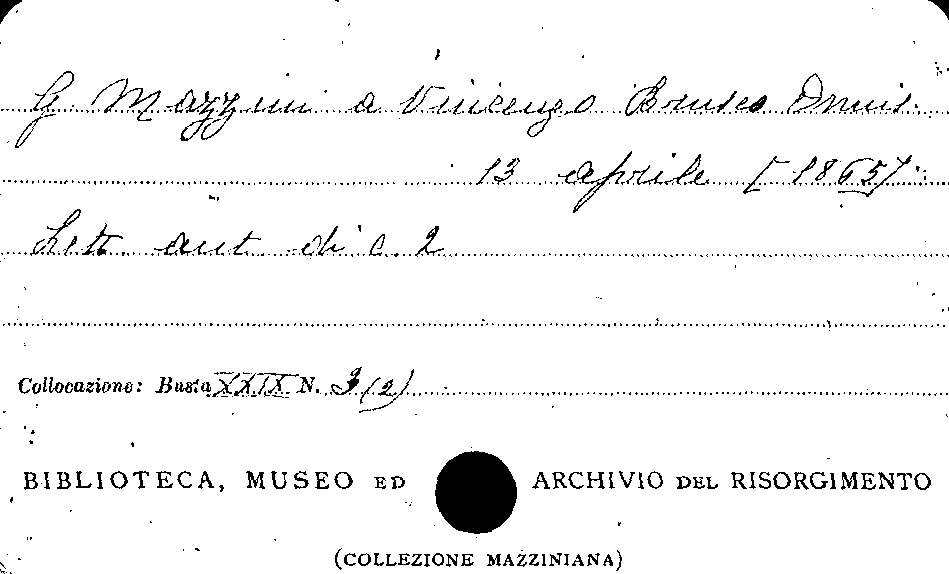 G. Mazzini a Vincenzo Brusco Onnis.
13 aprile [1865]
Lett. aut. di c. 2
Collocazione: Busta XXIX N. 3 (2)
BIBLIOTECA, MUSEO ED ARCHIVIO DEL RISORGIMENTO
(COLLEZIONE MAZZINIANA)